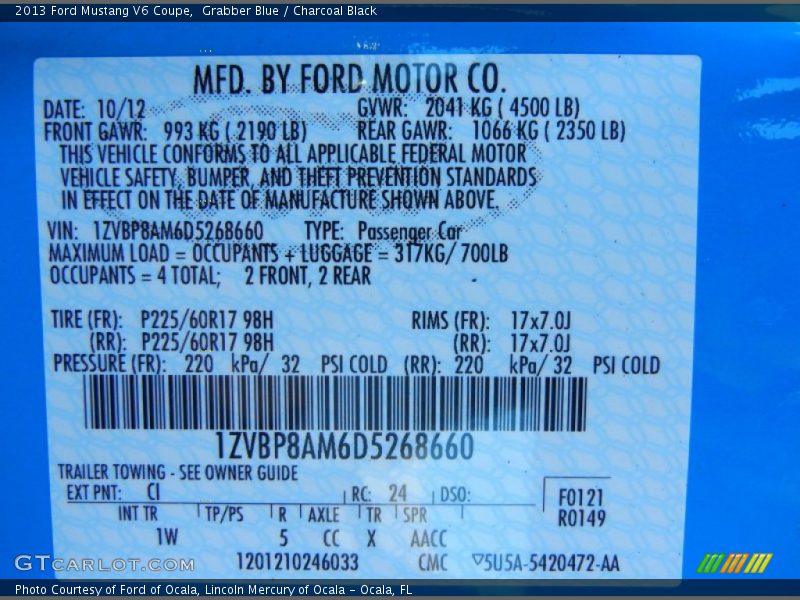 2013 Ford Mustang V6 Coupe,  Grabber Blue / Charcoal Black
MFD. BY FORD MOTOR CO.
DATE: 10/12 GVWR: 2041 KG ( 4500 LB)
FRONT GAWR: 993 KG ( 2190 LB) REAR GAWR: 1066 KG ( 2350 LB)
THIS VEHICLE CONFORMS TO ALL APPLICABLE FEDERAL MOTOR
VEHICLE SAFETY, BUMPER, AND THEFT PREVENTION STANDARDS
IN EFFECT ON THE DATE OF MANUFACTURE SHOWN ABOVE.
VIN: 1ZVBP8AM6D5268660 TYPE: Passenger Car
MAXIMUM LOAD = OCCUPANTS + LUGGAGE = 317KG/ 700LB
OCCUPANTS = 4 TOTAL; 2 FRONT, 2 REAR
TIRE (FR): P225/60R17 98H RIMS (FR): 17x7.0J
(RR): P225/60R17 98H (RR): 17x7.0J
PRESSURE (FR): 220 kPa/ 32 PSI COLD (RR): 220 kPa/ 32 PSI COLD
1ZVBP8AM6D5268660
TRAILER TOWING - SEE OWNER GUIDE
EXT PNT: CI RC: 24 DSO: F0121
INT TR TP/PS R AXLE TR SPR R0149
1W 5 CC X AACC
1201210246033 CMC ▽5U5A-5420472-AA
GTCARLOT.COM
Photo Courtesy of Ford of Ocala, Lincoln Mercury of Ocala - Ocala, FL